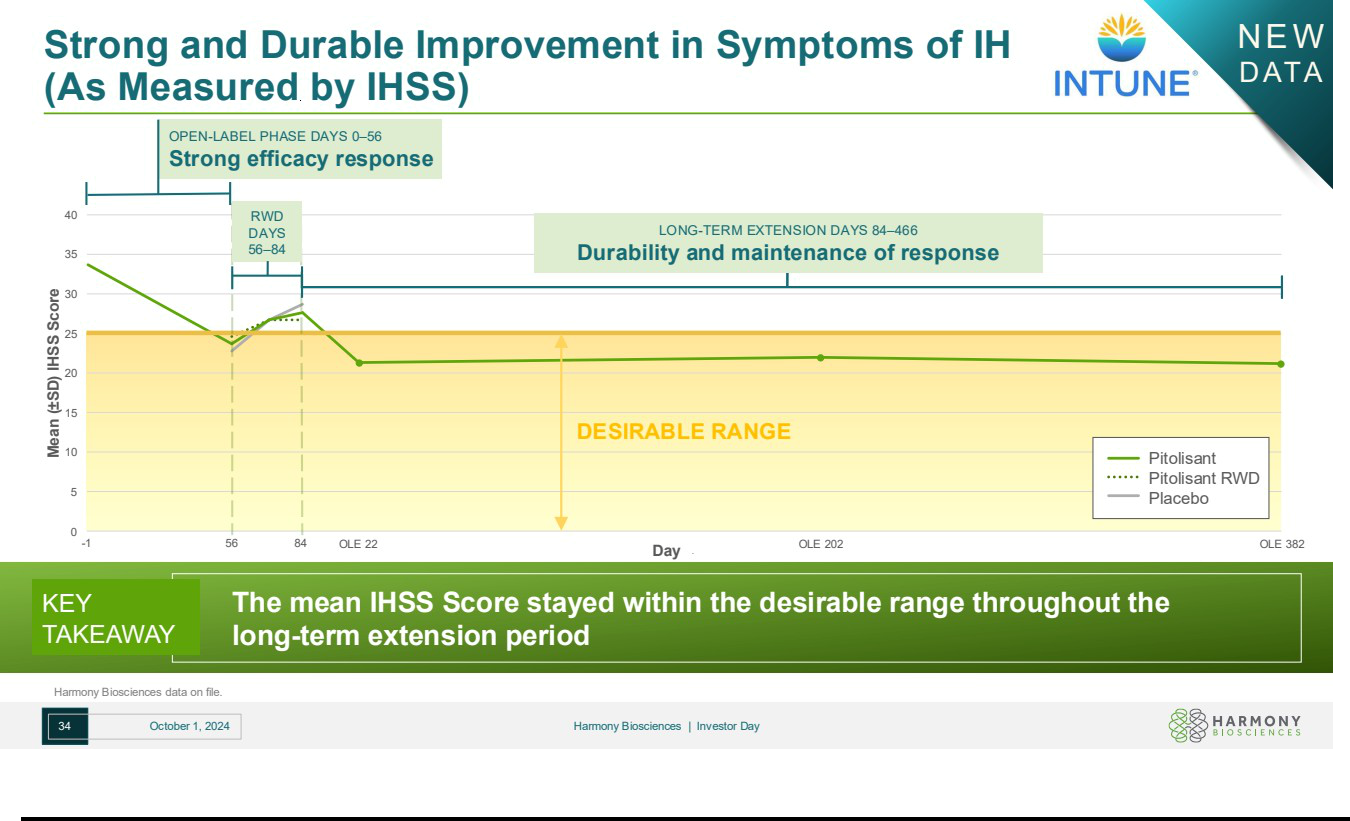 Strong and Durable Improvement in Symptoms of IH
(As Measured by IHSS)
INTUNE®
NEW
DATA
OPEN-LABEL PHASE DAYS 0–56
Strong efficacy response
RWD
DAYS
56–84
LONG-TERM EXTENSION DAYS 84–466
Durability and maintenance of response
Mean (±SD) IHSS Score
40
35
30
25
20
15
10
5
0
DESIRABLE RANGE
Pitolisant
Pitolisant RWD
Placebo
-1
56
84
OLE 22
OLE 202
OLE 382
Day
KEY
TAKEAWAY
The mean IHSS Score stayed within the desirable range throughout the
long-term extension period
Harmony Biosciences data on file.
34
October 1, 2024
Harmony Biosciences | Investor Day
HARMONY
BIOSCIENCES